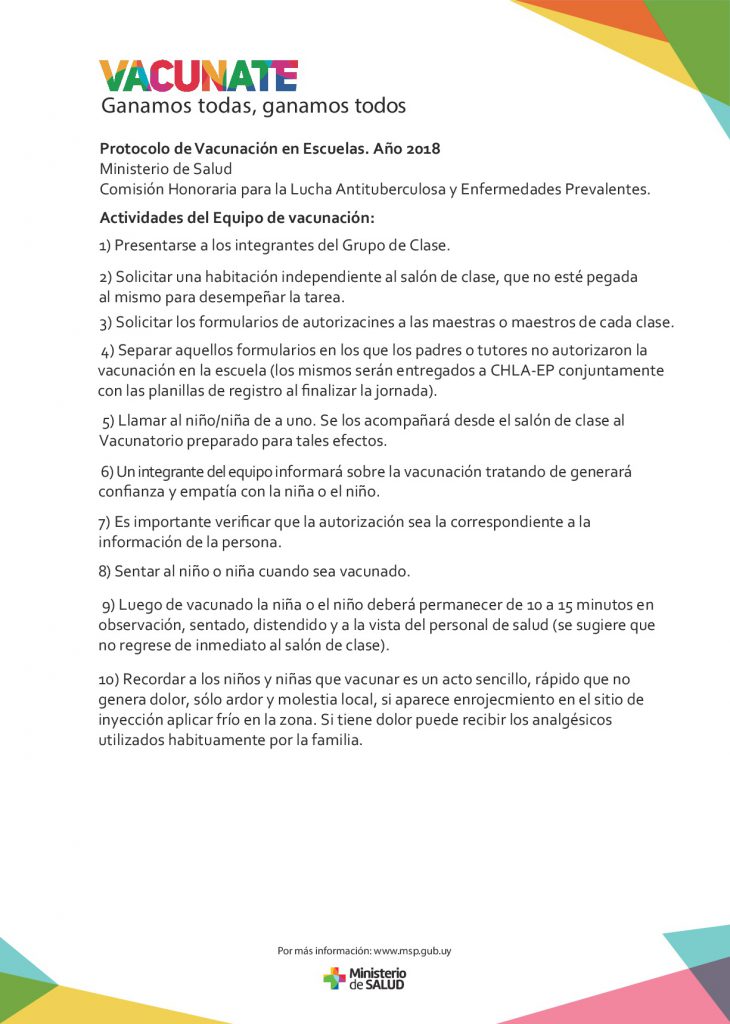 VACUNATE
Ganamos todas, ganamos todos
Protocolo de Vacunación en Escuelas. Año 2018
Ministerio de Salud
Comisión Honoraria para la Lucha Antituberculosa y Enfermedades Prevalentes.
Actividades del Equipo de vacunación:
1) Presentarse a los integrantes del Grupo de Clase.
2) Solicitar una habitación independiente al salón de clase, que no esté pegada
al mismo para desempeñar la tarea.
3) Solicitar los formularios de autorizacines a las maestras o maestros de cada clase.
4) Separar aquellos formularios en los que los padres o tutores no autorizaron la
vacunación en la escuela (los mismos serán entregados a CHLA-EP conjuntamente
con las planillas de registro al finalizar la jornada).
5) Llamar al niño/niña de a uno. Se los acompañará desde el salón de clase al
Vacunatorio preparado para tales efectos.
6) Un integrante del equipo informará sobre la vacunación tratando de generará
confianza y empatía con la niña o el niño.
7) Es importante verificar que la autorización sea la correspondiente a la
información de la persona.
8) Sentar al niño o niña cuando sea vacunado.
9) Luego de vacunado la niña o el niño deberá permanecer de 10 a 15 minutos en
observación, sentado, distendido y a la vista del personal de salud (se sugiere que
no regrese de inmediato al salón de clase).
10) Recordar a los niños y niñas que vacunar es un acto sencillo, rápido que no
genera dolor, sólo ardor y molestia local, si aparece enrojecmiento en el sitio de
inyección aplicar frío en la zona. Si tiene dolor puede recibir los analgésicos
utilizados habituamente por la familia.
Por más información: www.msp.gub.uy
Ministerio
de SALUD